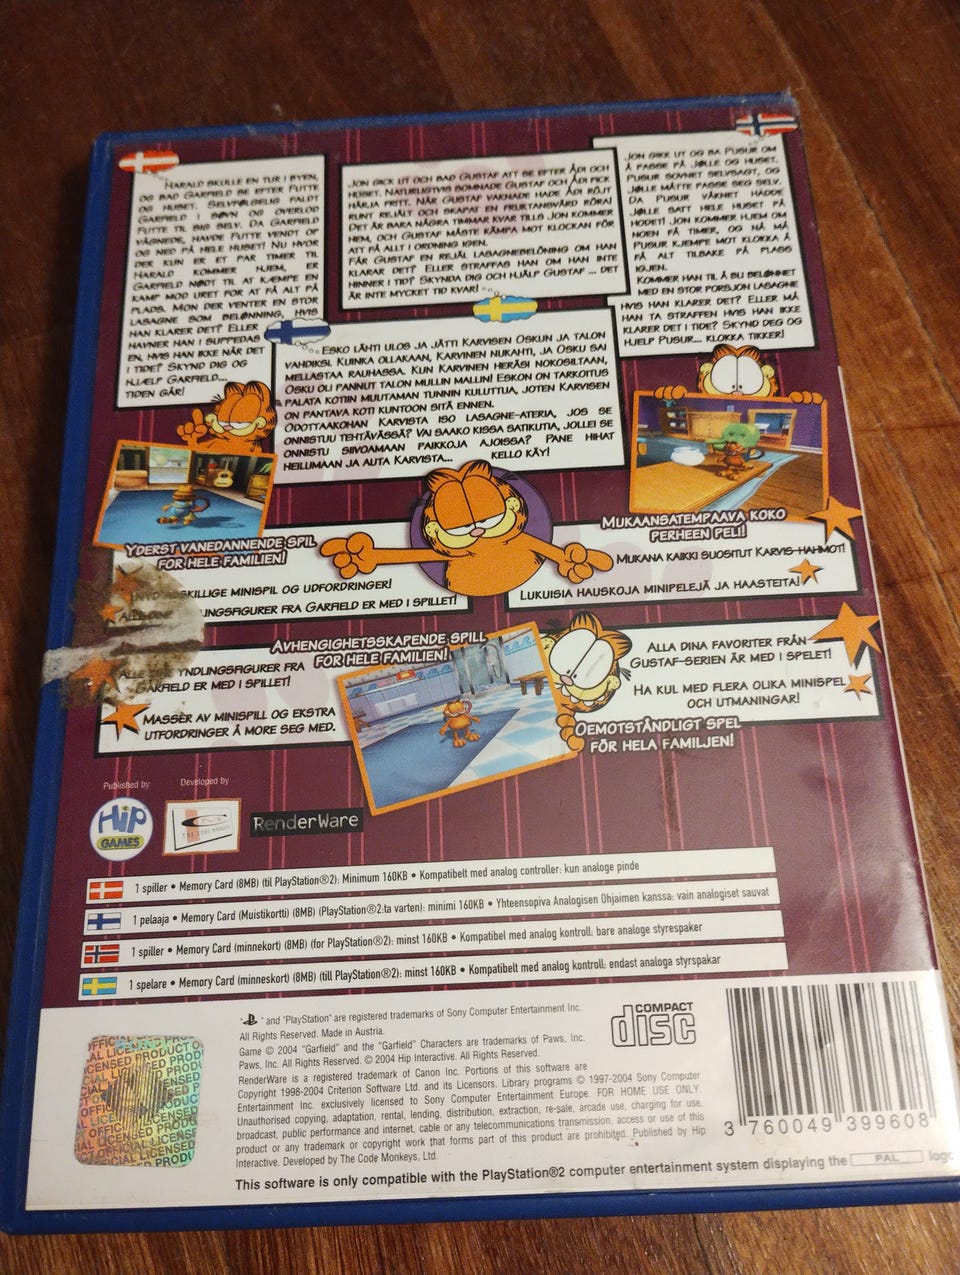 Harald skulle en tur i byen,
og bad Garfield se efter Futte
og huset. Selvfølgelig faldt
Garfield i søvn og overlod
Futte til sig selv. Da Garfield
vågnede, havde Futte vendt op
og ned på hele huset! Nu hvor
der kun er et par timer til
Harald kommer hjem, er
Garfield nødt til at kæmpe en
kamp mod uret for at få alt på
plads. Mon der venter en stor
lasagne som belønning, hvis
han klarer det? Eller
havner han i suppedas
en, hvis han ikke når det
i tide? Skynd dig og
hjælp Garfield...
tiden går!
Jon gick ut och bad Gustaf att se efter Ådi och
huset. Naturligtvis somnade Gustaf och Ådi fick
härja fritt. När Gustaf vaknade hade Ådi röjt
runt rejält och skapat en fruktansvärd röra!
Det är bara några timmar kvar tills Jon kommer
hem, och Gustaf måste kämpa mot klockan för
att få allt i ordning igen.
Får Gustaf en rejäl lasagnebelöning om han
klarar det? Eller straffas han om han inte
hinner i tid? Skynda dig och hjälp Gustaf ... det
är inte mycket tid kvar!
Jon gikk ut og ba Pusur om
å passe på Jølle og huset.
Pusur sovnet selvsagt, og
Jølle måtte passe seg selv.
Da Pusur våknet hadde
Jølle satt hele huset på
hodet! Jon kommer hjem om
noen få timer, og nå må
Pusur kjempe mot klokka å
få alt tilbake på plass
igjen.
Kommer han til å bli belønnet
med en stor porsjon lasagne
hvis han klarer det? Eller må
han ta straffen hvis han ikke
klarer det i tide? Skynd deg og
hjelp Pusur... klokka tikker!
Esko lähti ulos ja jätti Karvisen Oskun ja talon
vahdiksi. Kuinka ollakaan, Karvinen nukahti, ja Osku sai
mellastaa rauhassa. Kun Karvinen heräsi nokosiltaan,
Osku oli pannut talon mullin mallin! Eskon on tarkoitus
palata kotiin muutaman tunnin kuluttua, joten Karvisen
on pantava koti kuntoon sitä ennen.
Odottaakohan Karvista iso lasagne-ateria, jos se
onnistuu tehtävässä? Vai saako kissa satikutia, jollei se
onnistu siivoamaan paikkoja ajoissa? Pane hihat
heilumaan ja auta Karvista... kello käy!
Yderst vanedannende spil
for hele familien!
skillige minispil og udfordringer!
lingsfigurer fra Garfield er med i spillet!
Mukaansatempaava koko
perheen peli!
Mukana kaikki suositut Karvis-hahmot!
Lukuisia hauskoja minipelejä ja haasteita!
Avhengighetsskapende spill
for hele familien!
Alle yndlingsfigurer fra
Garfield er med i spillet!
Masser av minispill og ekstra
utfordringer å more seg med.
Alla dina favoriter från
Gustaf-serien är med i spelet!
Ha kul med flera olika minispel
och utmaningar!
Oemotståndligt spel
för hela familjen!
Published by
Developed by
HiP
GAMES
THE CODE MONKEYS
RenderWare
1 spiller • Memory Card (8MB) (til PlayStation®2): Minimum 160KB • Kompatibelt med analog controller: kun analoge pinde
1 pelaaja • Memory Card (Muistikortti) (8MB) (PlayStation®2:ta varten): minimi 160KB • Yhteensopiva Analogisen Ohjaimen kanssa: vain analogiset sauvat
1 spiller • Memory Card (minnekort) (8MB) (for PlayStation®2): minst 160KB • Kompatibel med analog kontroll: bare analoge styrespaker
1 spelare • Memory Card (minneskort) (8MB) (till PlayStation®2): minst 160KB • Kompatibelt med analog kontroll: endast analoga styrspakar
" " and "PlayStation" are registered trademarks of Sony Computer Entertainment Inc.
All Rights Reserved. Made in Austria.
Game © 2004 "Garfield" and the "Garfield" Characters are trademarks of Paws, Inc.
Paws, Inc. All Rights Reserved. © 2004 Hip Interactive. All Rights Reserved.
RenderWare is a registered trademark of Canon Inc. Portions of this software are
Copyright 1998-2004 Criterion Software Ltd. and its Licensors. Library programs © 1997-2004 Sony Computer
Entertainment Inc. exclusively licensed to Sony Computer Entertainment Europe. FOR HOME USE ONLY.
Unauthorised copying, adaptation, rental, lending, distribution, extraction, re-sale, arcade use, charging for use,
broadcast, public performance and internet, cable or any telecommunications transmission, access or use of this
product or any trademark or copyright work that forms part of this product are prohibited. Published by Hip
Interactive. Developed by The Code Monkeys, Ltd.
This software is only compatible with the PlayStation®2 computer entertainment system displaying the PAL logo
COMPACT
disc
3 760049 399608
OFFICIAL LICENSED PRODUCT